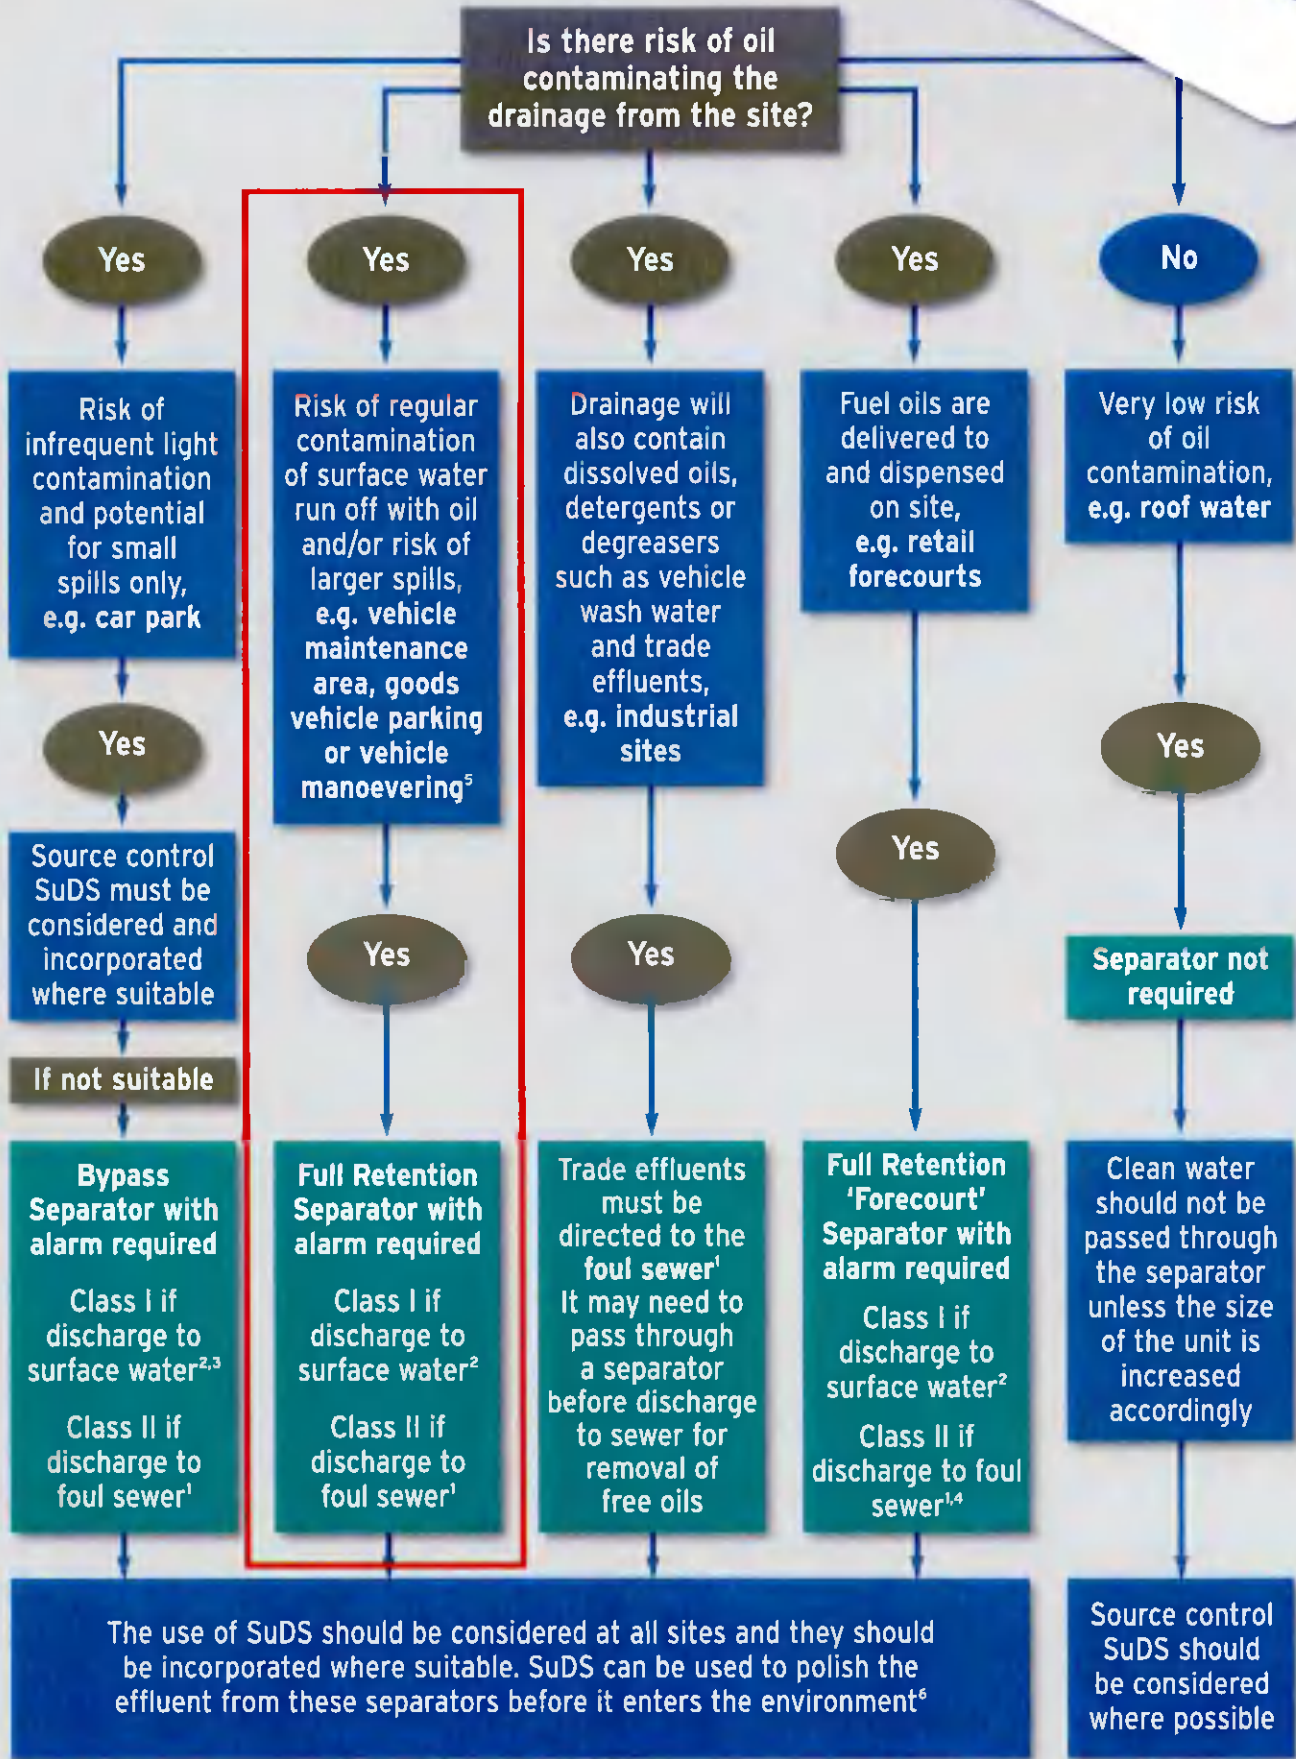 Is there risk of oil
contaminating the
drainage from the site?
Yes
Risk of
infrequent light
contamination
and potential
for small
spills only,
e.g. car park
Yes
Source control
SuDS must be
considered and
incorporated
where suitable
If not suitable
Bypass
Separator with
alarm required
Class I if
discharge to
surface water²,³
Class II if
discharge to
foul sewer¹
Yes
Risk of regular
contamination
of surface water
run off with oil
and/or risk of
larger spills,
e.g. vehicle
maintenance
area, goods
vehicle parking
or vehicle
manoevering⁵
Yes
Full Retention
Separator with
alarm required
Class I if
discharge to
surface water²
Class II if
discharge to
foul sewer¹
Yes
Drainage will
also contain
dissolved oils,
detergents or
degreasers
such as vehicle
wash water
and trade
effluents,
e.g. industrial
sites
Yes
Trade effluents
must be
directed to the
foul sewer¹
It may need to
pass through
a separator
before discharge
to sewer for
removal of
free oils
Yes
Fuel oils are
delivered to
and dispensed
on site,
e.g. retail
forecourts
Yes
Full Retention
'Forecourt'
Separator with
alarm required
Class I if
discharge to
surface water²
Class II if
discharge to foul
sewer¹,⁴
No
Very low risk
of oil
contamination,
e.g. roof water
Yes
Separator not
required
Clean water
should not be
passed through
the separator
unless the size
of the unit is
increased
accordingly
The use of SuDS should be considered at all sites and they should
be incorporated where suitable. SuDS can be used to polish the
effluent from these separators before it enters the environment⁶
Source control
SuDS should
be considered
where possible